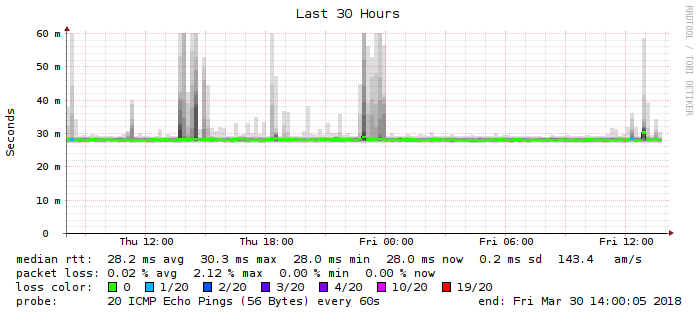 Last 30 Hours
RRDTOOL / TOBI OETIKER
Seconds
60 m
50 m
40 m
30 m
20 m
10 m
0
Thu 12:00 Thu 18:00 Fri 00:00 Fri 06:00 Fri 12:00
median rtt: 28.2 ms avg 30.3 ms max 28.0 ms min 28.0 ms now 0.2 ms sd 143.4 am/s
packet loss: 0.02 % avg 2.12 % max 0.00 % min 0.00 % now
loss color: 0 1/20 2/20 3/20 4/20 10/20 19/20
probe: 20 ICMP Echo Pings (56 Bytes) every 60s end: Fri Mar 30 14:00:05 2018